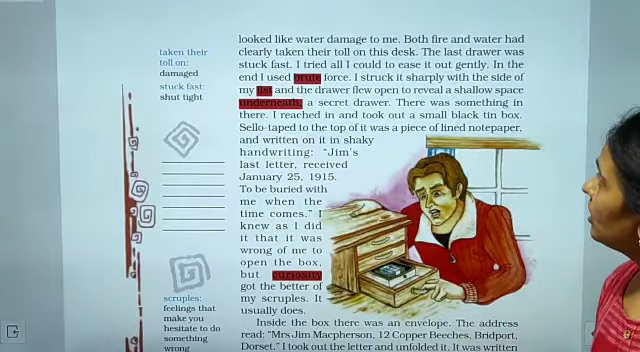 taken their
toll on:
damaged
stuck fast:
shut tight
scruples:
feelings that
make you
hesitate to do
something
wrong
looked like water damage to me. Both fire and water had
clearly taken their toll on this desk. The last drawer was
stuck fast. I tried all I could to ease it out gently. In the
end I used brute force. I struck it sharply with the side of
my fist and the drawer flew open to reveal a shallow space
underneath, a secret drawer. There was something in
there. I reached in and took out a small black tin box.
Sello-taped to the top of it was a piece of lined notepaper,
and written on it in shaky
handwriting: “Jim's
last letter, received
January 25, 1915.
To be buried with
me when the
time comes.” I
knew as I did
it that it was
wrong of me to
open the box,
but curiosity
got the better of
my scruples. It
usually does.
Inside the box there was an envelope. The address
read: “Mrs Jim Macpherson, 12 Copper Beeches, Bridport,
Dorset.” I took out the letter and unfolded it. It was written